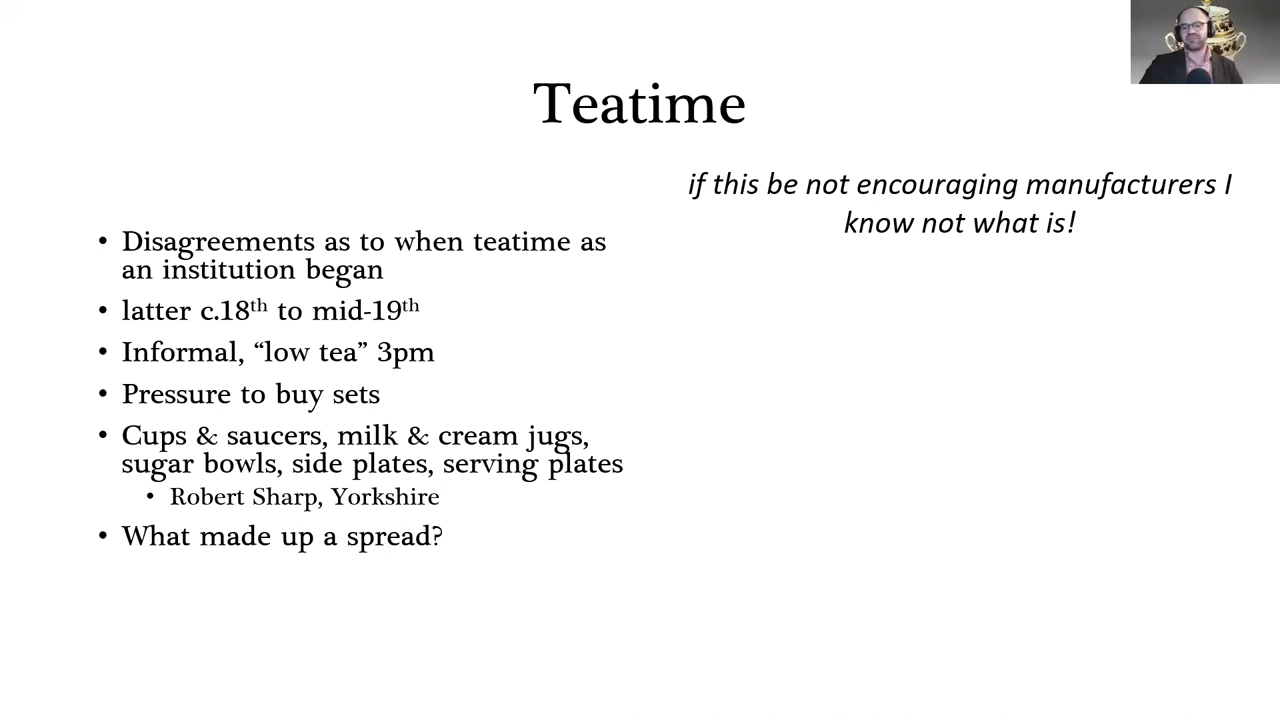 Teatime
if this be not encouraging manufacturers I
know not what is!
• Disagreements as to when teatime as
an institution began
• latter c.18th to mid-19th
• Informal, “low tea” 3pm
• Pressure to buy sets
• Cups & saucers, milk & cream jugs,
sugar bowls, side plates, serving plates
• Robert Sharp, Yorkshire
• What made up a spread?